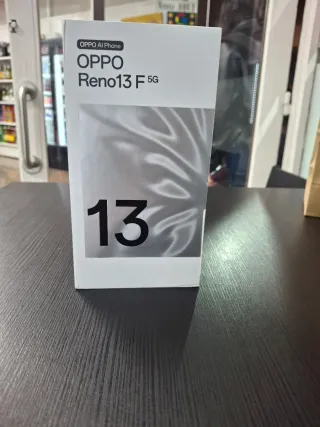 OPPO AI Phone
OPPO
Reno13 F 5G
13